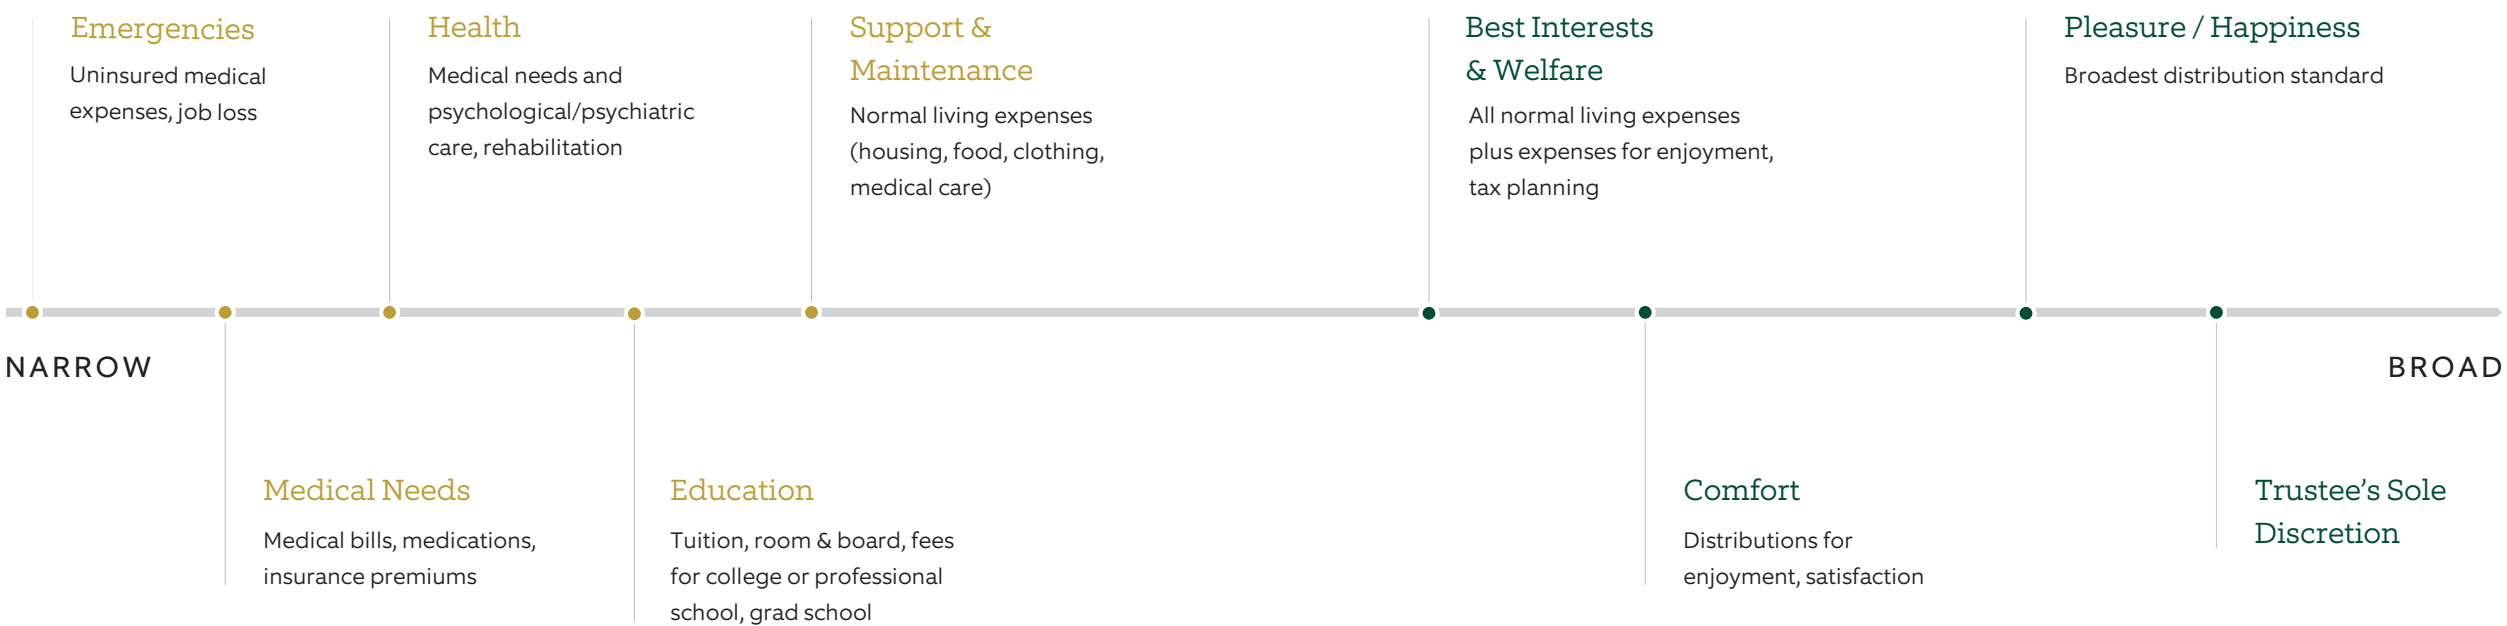 Emergencies
Uninsured medical
expenses, job loss
Health
Medical needs and
psychological/psychiatric
care, rehabilitation
Support &
Maintenance
Normal living expenses
(housing, food, clothing,
medical care)
Best Interests
& Welfare
All normal living expenses
plus expenses for enjoyment,
tax planning
Pleasure / Happiness
Broadest distribution standard
NARROW
BROAD
Medical Needs
Medical bills, medications,
insurance premiums
Education
Tuition, room & board, fees
for college or professional
school, grad school
Comfort
Distributions for
enjoyment, satisfaction
Trustee’s Sole
Discretion